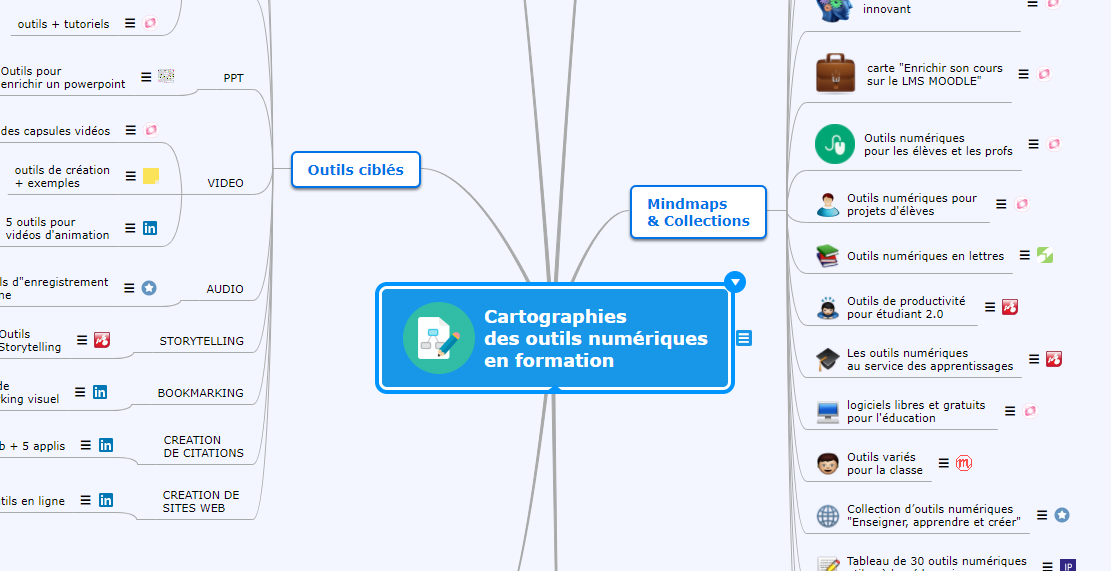 outils + tutoriels
Outils pour
enrichir un powerpoint
PPT
des capsules vidéos
outils de création
+ exemples
VIDEO
5 outils pour
vidéos d'animation
d"enregistrement
AUDIO
Outils
Storytelling
STORYTELLING
visuel
BOOKMARKING
+ 5 applis
CREATION
DE CITATIONS
en ligne
CREATION DE
SITES WEB
Outils ciblés
Cartographies
des outils numériques
en formation
Mindmaps
& Collections
innovant
carte "Enrichir son cours
sur le LMS MOODLE"
Outils numériques
pour les élèves et les profs
Outils numériques pour
projets d'élèves
Outils numériques en lettres
Outils de productivité
pour étudiant 2.0
Les outils numériques
au service des apprentissages
logiciels libres et gratuits
pour l'éducation
Outils variés
pour la classe
Collection d’outils numériques
"Enseigner, apprendre et créer"
Tableau de 30 outils numériques
IP